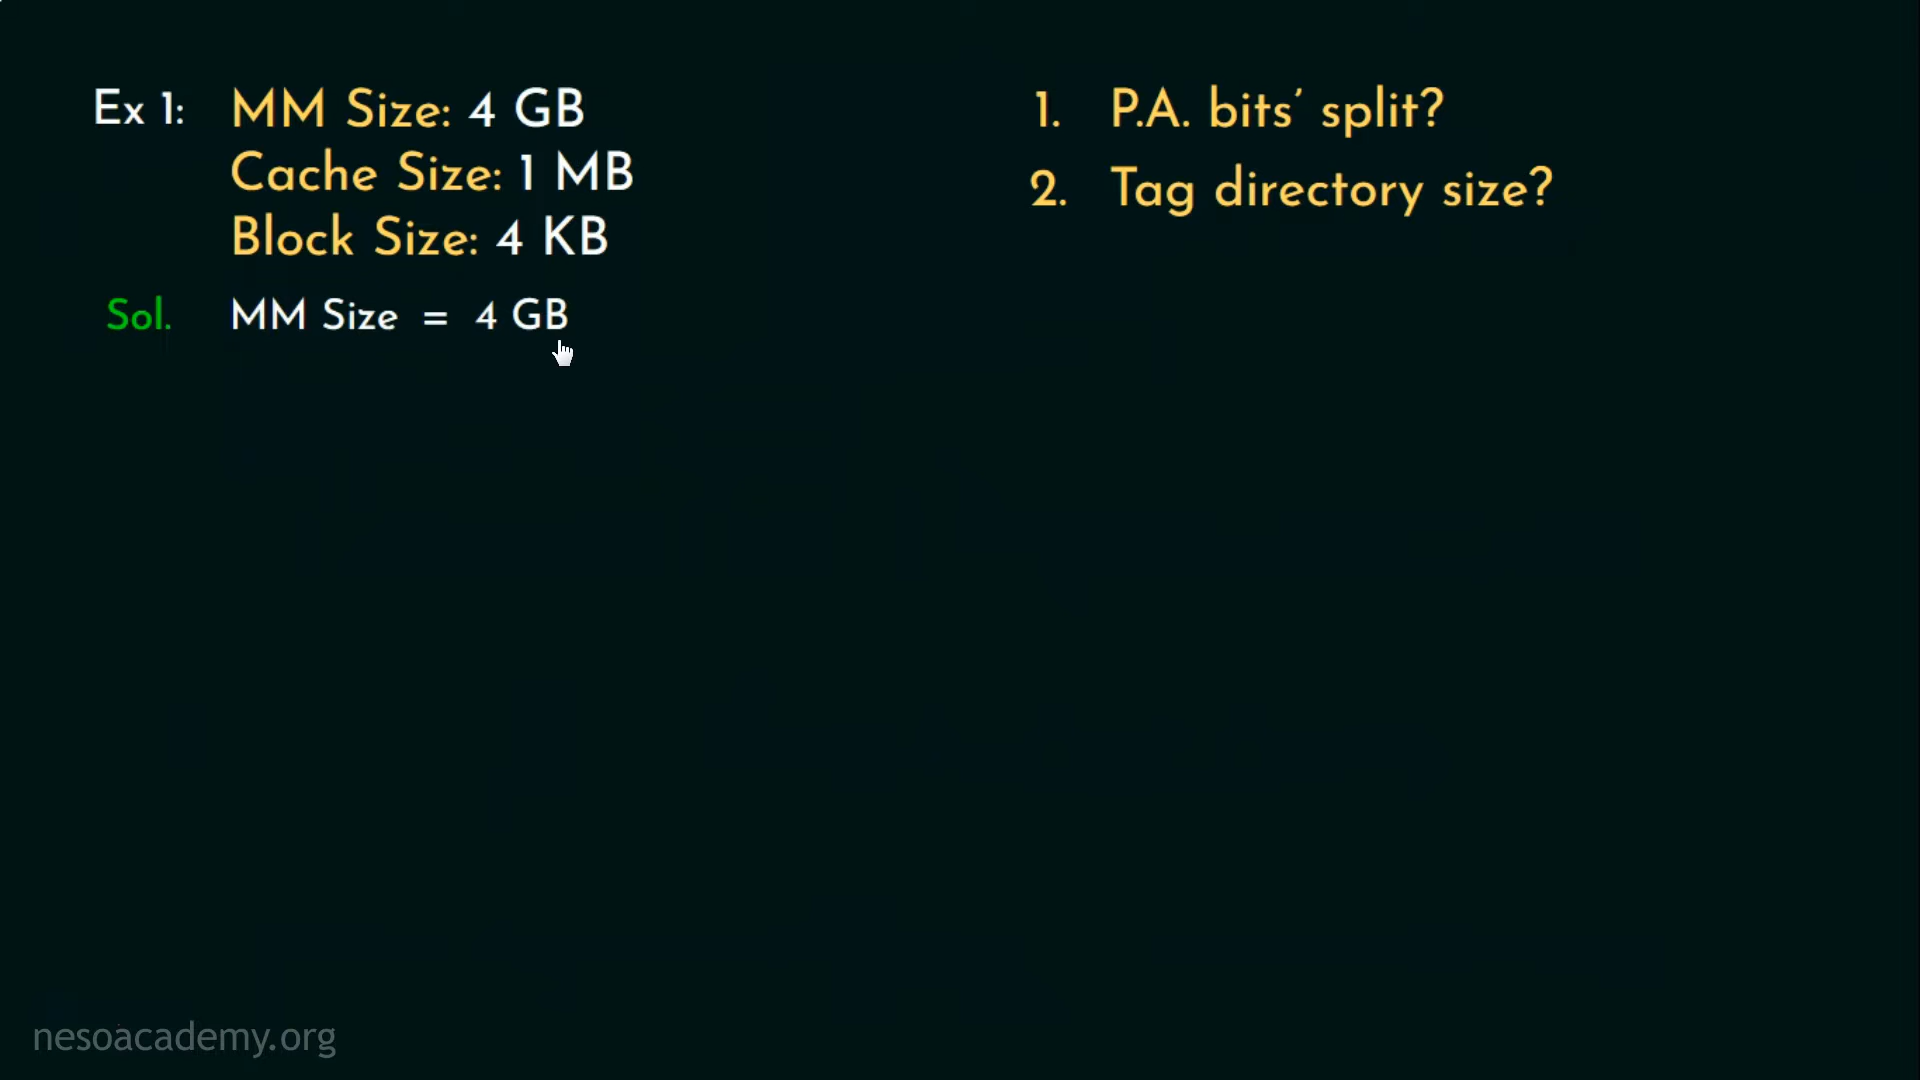 Ex 1: MM Size: 4 GB
Cache Size: 1 MB
Block Size: 4 KB
Sol. MM Size = 4 GB
1. P.A. bits’ split?
2. Tag directory size?
nesoacademy.org